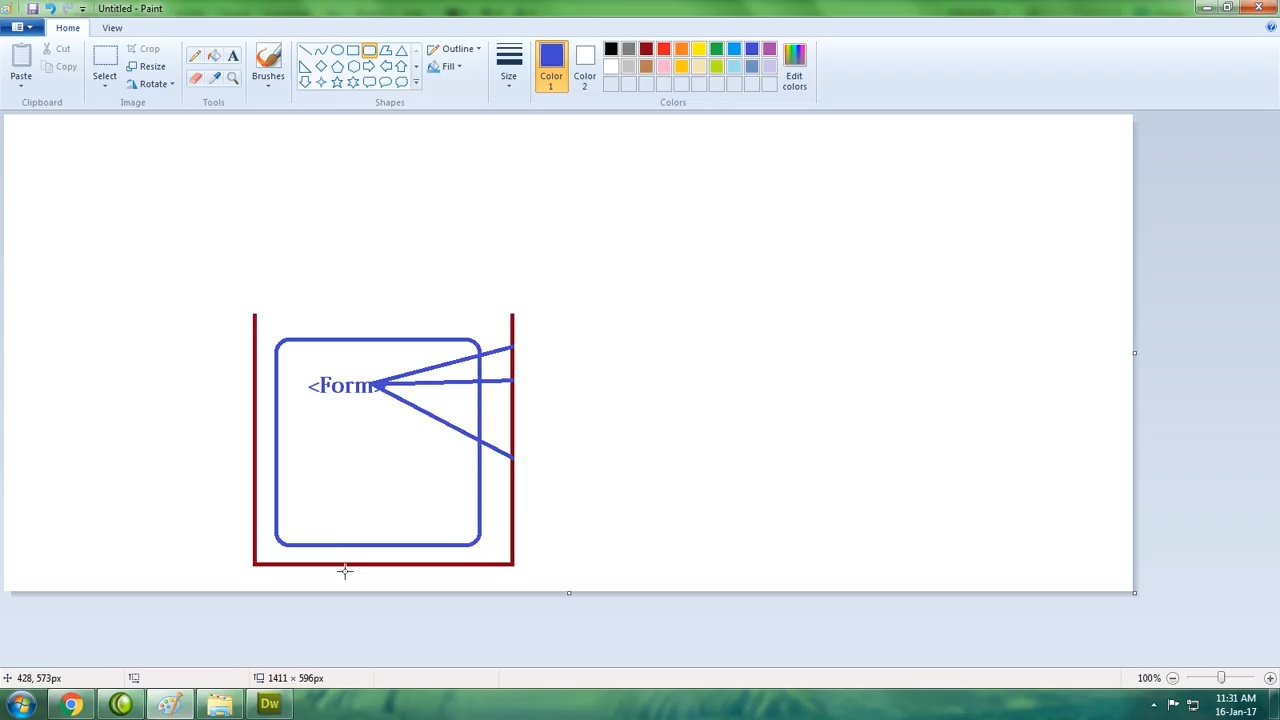 Untitled - Paint
Home
View
Paste
Cut
Copy
Clipboard
Select
Crop
Resize
Rotate
Image
Tools
Brushes
Outline
Fill
Shapes
Size
Color
1
Color
2
Edit
colors
Colors
<Form>
428, 573px
1411 × 596px
100%
Dw
11:31 AM
16-Jan-17